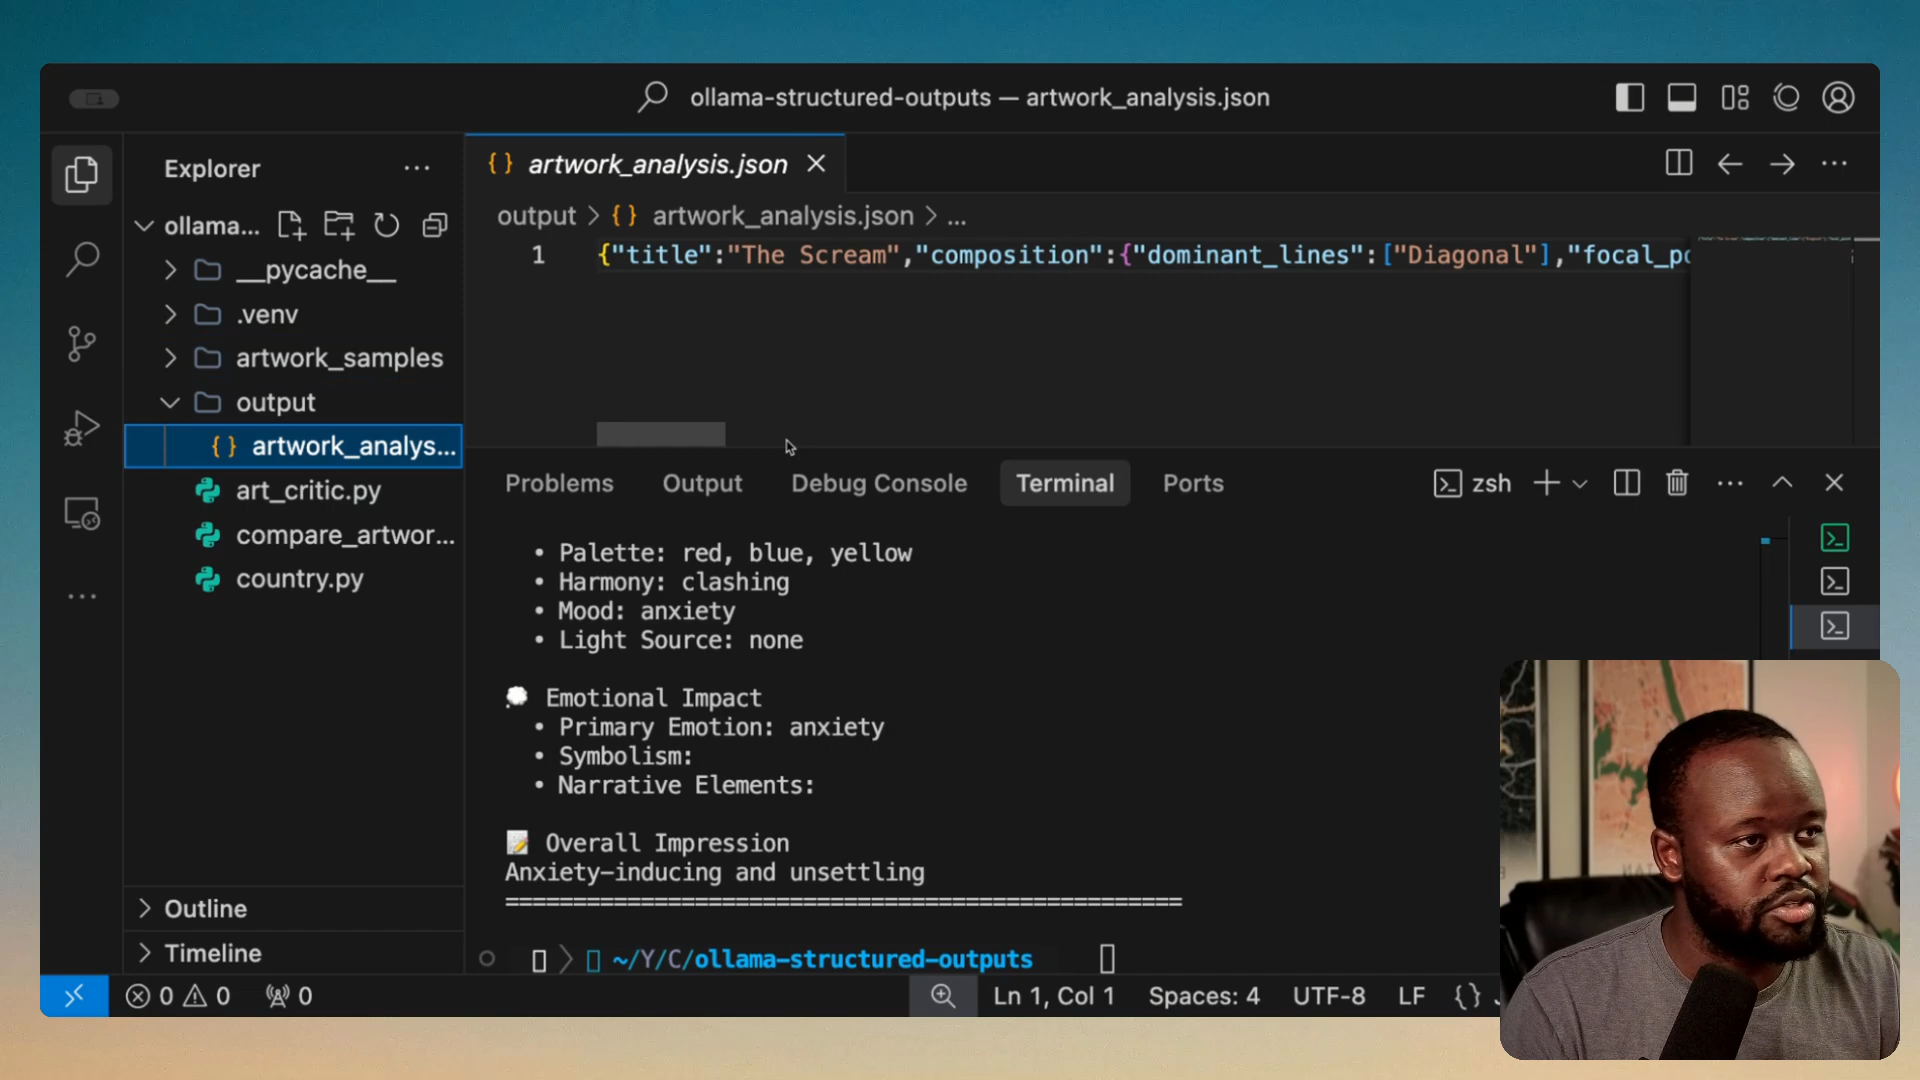 ollama-structured-outputs — artwork_analysis.json
Explorer
ollama...
__pycache__
.venv
artwork_samples
output
artwork_analys...
art_critic.py
compare_artwor...
country.py
Outline
Timeline
artwork_analysis.json
output > {} artwork_analysis.json > ...
1 {"title":"The Scream","composition":{"dominant_lines":["Diagonal"],"focal_po
Problems Output Debug Console Terminal Ports
zsh
• Palette: red, blue, yellow
• Harmony: clashing
• Mood: anxiety
• Light Source: none
Emotional Impact
• Primary Emotion: anxiety
• Symbolism:
• Narrative Elements:
Overall Impression
Anxiety-inducing and unsettling
==================================================
~/Y/C/ollama-structured-outputs
0 0 0
Ln 1, Col 1 Spaces: 4 UTF-8 LF {}